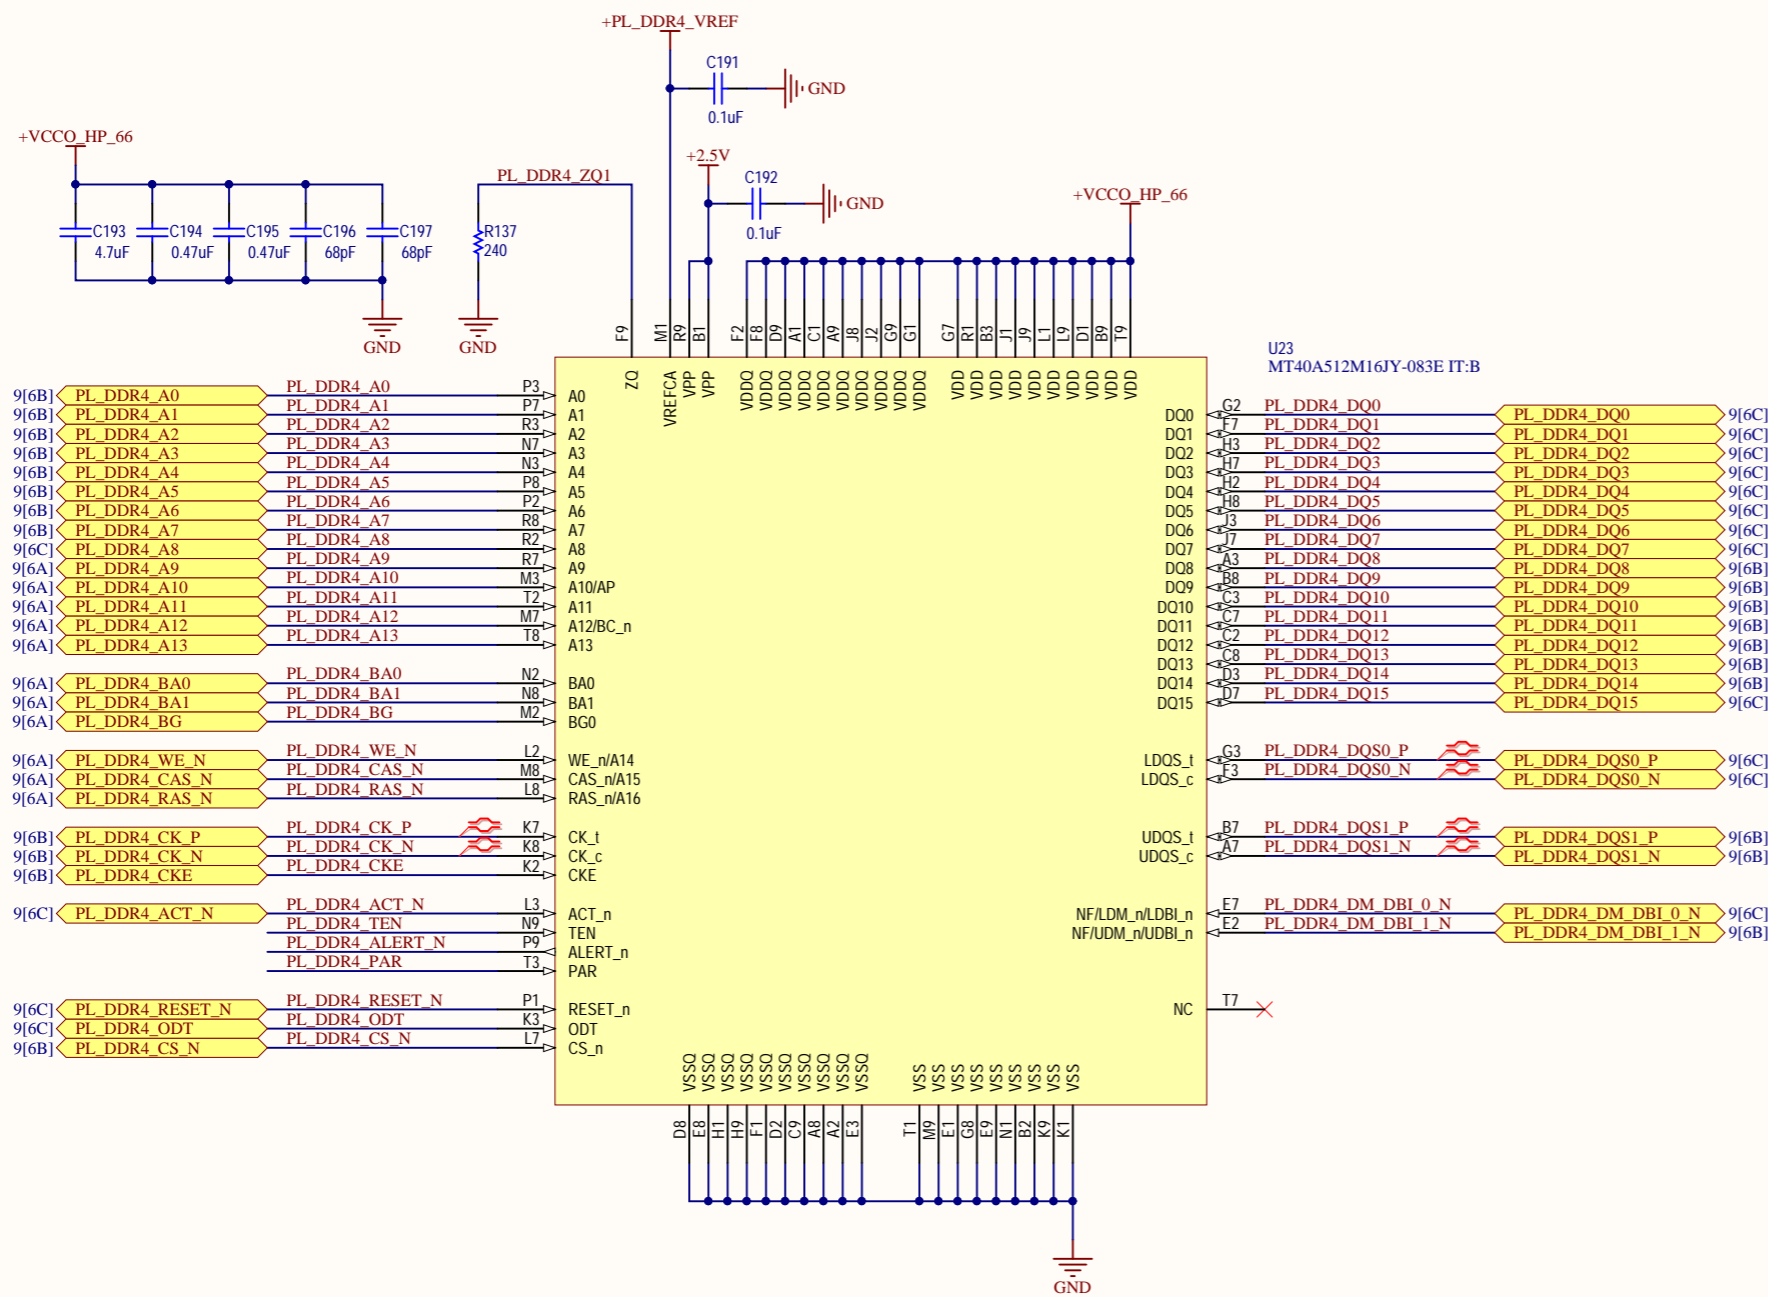 +PL_DDR4_VREF
C191
0.1uF
GND
+VCCO_HP_66
C193
4.7uF
C194
0.47uF
C195
0.47uF
C196
68pF
C197
68pF
GND
PL_DDR4_ZQ1
R137
240
GND
+2.5V
C192
0.1uF
GND
+VCCO_HP_66
F9 M1 R9 B1 F2 F8 D9 A1 C1 A9 J8 J2 G9 G1 G7 R1 B3 J1 J9 L1 L9 D1 B9 T9
ZQ VREFCA VPP VPP VDDQ VDDQ VDDQ VDDQ VDDQ VDDQ VDDQ VDDQ VDDQ VDDQ VDD VDD VDD VDD VDD VDD VDD VDD VDD VDD
U23
MT40A512M16JY-083E IT:B
9[6B] PL_DDR4_A0 PL_DDR4_A0 P3 A0
9[6B] PL_DDR4_A1 PL_DDR4_A1 P7 A1
9[6B] PL_DDR4_A2 PL_DDR4_A2 R3 A2
9[6B] PL_DDR4_A3 PL_DDR4_A3 N7 A3
9[6B] PL_DDR4_A4 PL_DDR4_A4 N3 A4
9[6B] PL_DDR4_A5 PL_DDR4_A5 P8 A5
9[6B] PL_DDR4_A6 PL_DDR4_A6 P2 A6
9[6B] PL_DDR4_A7 PL_DDR4_A7 R8 A7
9[6C] PL_DDR4_A8 PL_DDR4_A8 R2 A8
9[6A] PL_DDR4_A9 PL_DDR4_A9 R7 A9
9[6A] PL_DDR4_A10 PL_DDR4_A10 M3 A10/AP
9[6A] PL_DDR4_A11 PL_DDR4_A11 T2 A11
9[6A] PL_DDR4_A12 PL_DDR4_A12 M7 A12/BC_n
9[6A] PL_DDR4_A13 PL_DDR4_A13 T8 A13
9[6A] PL_DDR4_BA0 PL_DDR4_BA0 N2 BA0
9[6A] PL_DDR4_BA1 PL_DDR4_BA1 N8 BA1
9[6A] PL_DDR4_BG PL_DDR4_BG M2 BG0
9[6A] PL_DDR4_WE_N PL_DDR4_WE_N L2 WE_n/A14
9[6A] PL_DDR4_CAS_N PL_DDR4_CAS_N M8 CAS_n/A15
9[6A] PL_DDR4_RAS_N PL_DDR4_RAS_N L8 RAS_n/A16
9[6B] PL_DDR4_CK_P PL_DDR4_CK_P K7 CK_t
9[6B] PL_DDR4_CK_N PL_DDR4_CK_N K8 CK_c
9[6B] PL_DDR4_CKE PL_DDR4_CKE K2 CKE
9[6C] PL_DDR4_ACT_N PL_DDR4_ACT_N L3 ACT_n
PL_DDR4_TEN N9 TEN
PL_DDR4_ALERT_N P9 ALERT_n
PL_DDR4_PAR T3 PAR
9[6C] PL_DDR4_RESET_N PL_DDR4_RESET_N P1 RESET_n
9[6C] PL_DDR4_ODT PL_DDR4_ODT K3 ODT
9[6B] PL_DDR4_CS_N PL_DDR4_CS_N L7 CS_n
DQ0 G2 PL_DDR4_DQ0 PL_DDR4_DQ0 9[6C]
DQ1 F7 PL_DDR4_DQ1 PL_DDR4_DQ1 9[6C]
DQ2 H3 PL_DDR4_DQ2 PL_DDR4_DQ2 9[6C]
DQ3 H7 PL_DDR4_DQ3 PL_DDR4_DQ3 9[6C]
DQ4 H2 PL_DDR4_DQ4 PL_DDR4_DQ4 9[6C]
DQ5 H8 PL_DDR4_DQ5 PL_DDR4_DQ5 9[6C]
DQ6 J3 PL_DDR4_DQ6 PL_DDR4_DQ6 9[6C]
DQ7 J7 PL_DDR4_DQ7 PL_DDR4_DQ7 9[6C]
DQ8 A3 PL_DDR4_DQ8 PL_DDR4_DQ8 9[6B]
DQ9 B8 PL_DDR4_DQ9 PL_DDR4_DQ9 9[6B]
DQ10 C3 PL_DDR4_DQ10 PL_DDR4_DQ10 9[6B]
DQ11 C7 PL_DDR4_DQ11 PL_DDR4_DQ11 9[6B]
DQ12 C2 PL_DDR4_DQ12 PL_DDR4_DQ12 9[6B]
DQ13 C8 PL_DDR4_DQ13 PL_DDR4_DQ13 9[6B]
DQ14 D3 PL_DDR4_DQ14 PL_DDR4_DQ14 9[6B]
DQ15 D7 PL_DDR4_DQ15 PL_DDR4_DQ15 9[6C]
LDQS_t G3 PL_DDR4_DQS0_P PL_DDR4_DQS0_P 9[6C]
LDQS_c F3 PL_DDR4_DQS0_N PL_DDR4_DQS0_N 9[6C]
UDQS_t B7 PL_DDR4_DQS1_P PL_DDR4_DQS1_P 9[6B]
UDQS_c A7 PL_DDR4_DQS1_N PL_DDR4_DQS1_N 9[6B]
NF/LDM_n/LDBI_n E7 PL_DDR4_DM_DBI_0_N PL_DDR4_DM_DBI_0_N 9[6C]
NF/UDM_n/UDBI_n E2 PL_DDR4_DM_DBI_1_N PL_DDR4_DM_DBI_1_N 9[6B]
NC T7
VSSQ VSSQ VSSQ VSSQ VSSQ VSSQ VSSQ VSSQ VSSQ VSSQ VSS VSS VSS VSS VSS VSS VSS VSS VSS
D8 E8 H1 H9 F1 D2 C9 A8 A2 E3 T1 M9 E1 G8 E9 N1 B2 K9 K1
GND